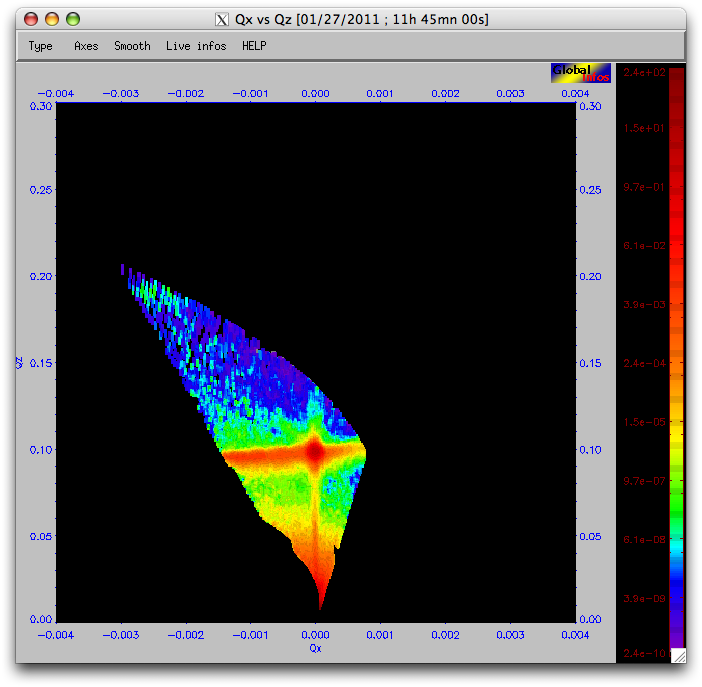 X Qx vs Qz [01/27/2011 ; 11h 45mn 00s]
Type Axes Smooth Live infos HELP
Global
infos
-0.004 -0.003 -0.002 -0.001 0.000 0.001 0.002 0.003 0.004
0.30 0.30
0.25 0.25
0.20 0.20
0.15 0.15
0.10 0.10
0.05 0.05
0.00 0.00
Qz
-0.004 -0.003 -0.002 -0.001 0.000 0.001 0.002 0.003 0.004
Qx
2.4e+02
1.5e+01
9.7e-01
6.1e-02
3.9e-03
2.4e-04
1.5e-05
9.7e-07
6.1e-08
3.9e-09
2.4e-10